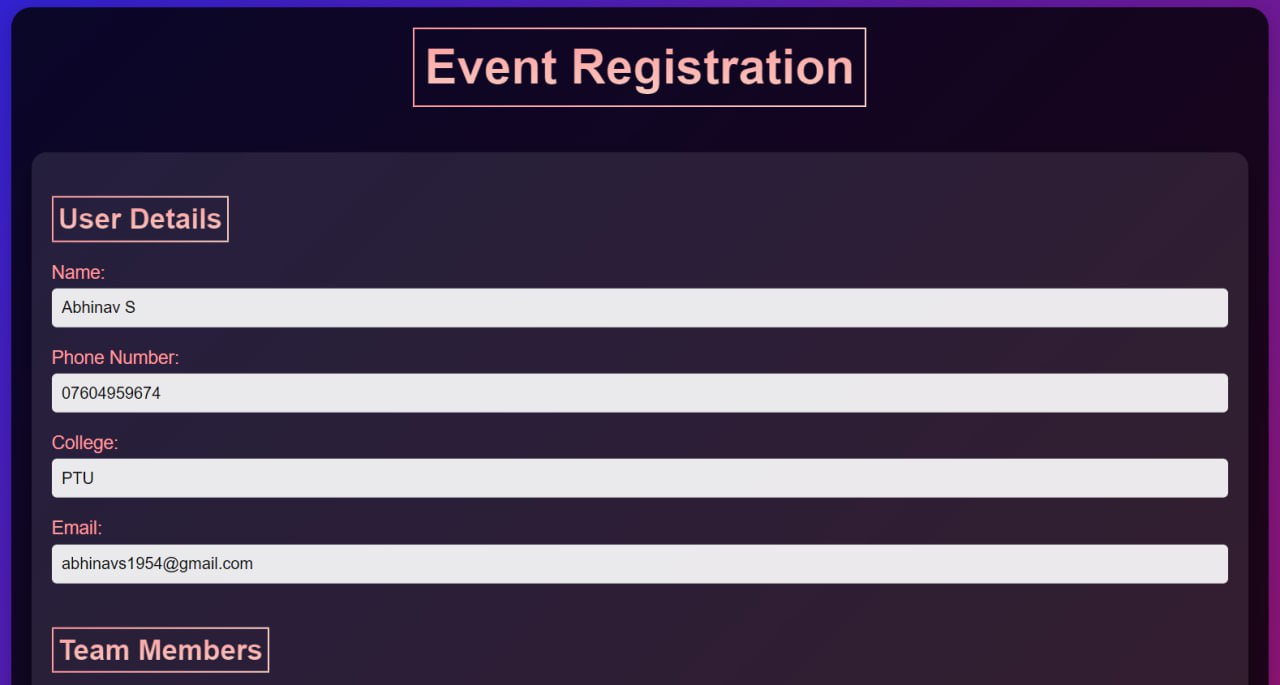 Event Registration
User Details
Name:
Abhinav S
Phone Number:
07604959674
College:
PTU
Email:
abhinavs1954@gmail.com
Team Members